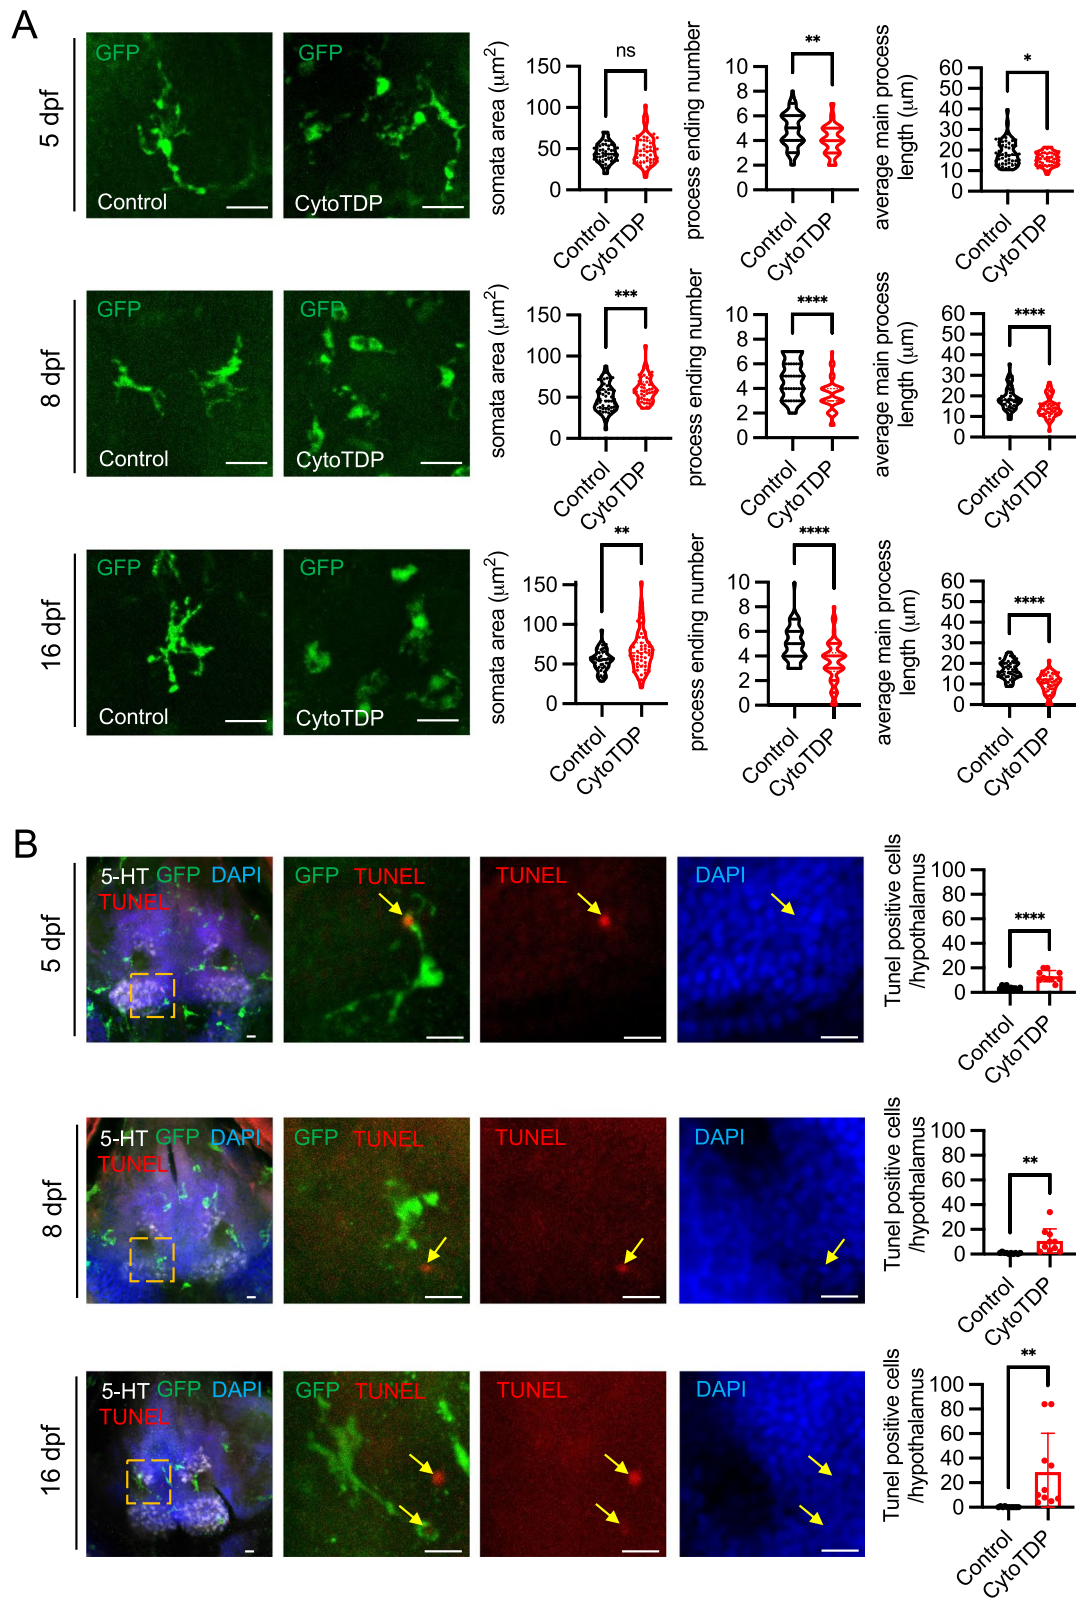 A
5 dpf
GFP
Control
GFP
CytoTDP
somata area (μm²)
150
100
50
0
ns
Control
CytoTDP
process ending number
10
8
6
4
2
0
**
Control
CytoTDP
average main process
length (μm)
60
50
40
30
20
10
0
*
Control
CytoTDP
8 dpf
GFP
Control
GFP
CytoTDP
somata area (μm²)
150
100
50
0
***
Control
CytoTDP
process ending number
10
8
6
4
2
0
****
Control
CytoTDP
average main process
length (μm)
60
50
40
30
20
10
0
****
Control
CytoTDP
16 dpf
GFP
Control
GFP
CytoTDP
somata area (μm²)
150
100
50
0
**
Control
CytoTDP
process ending number
10
8
6
4
2
0
****
Control
CytoTDP
average main process
length (μm)
60
50
40
30
20
10
0
****
Control
CytoTDP
B
5 dpf
5-HT GFP DAPI
TUNEL
GFP TUNEL
TUNEL
DAPI
Tunel positive cells
/hypothalamus
100
80
60
40
20
0
****
Control
CytoTDP
8 dpf
5-HT GFP DAPI
TUNEL
GFP TUNEL
TUNEL
DAPI
Tunel positive cells
/hypothalamus
100
80
60
40
20
0
**
Control
CytoTDP
16 dpf
5-HT GFP DAPI
TUNEL
GFP TUNEL
TUNEL
DAPI
Tunel positive cells
/hypothalamus
100
80
60
40
20
0
**
Control
CytoTDP